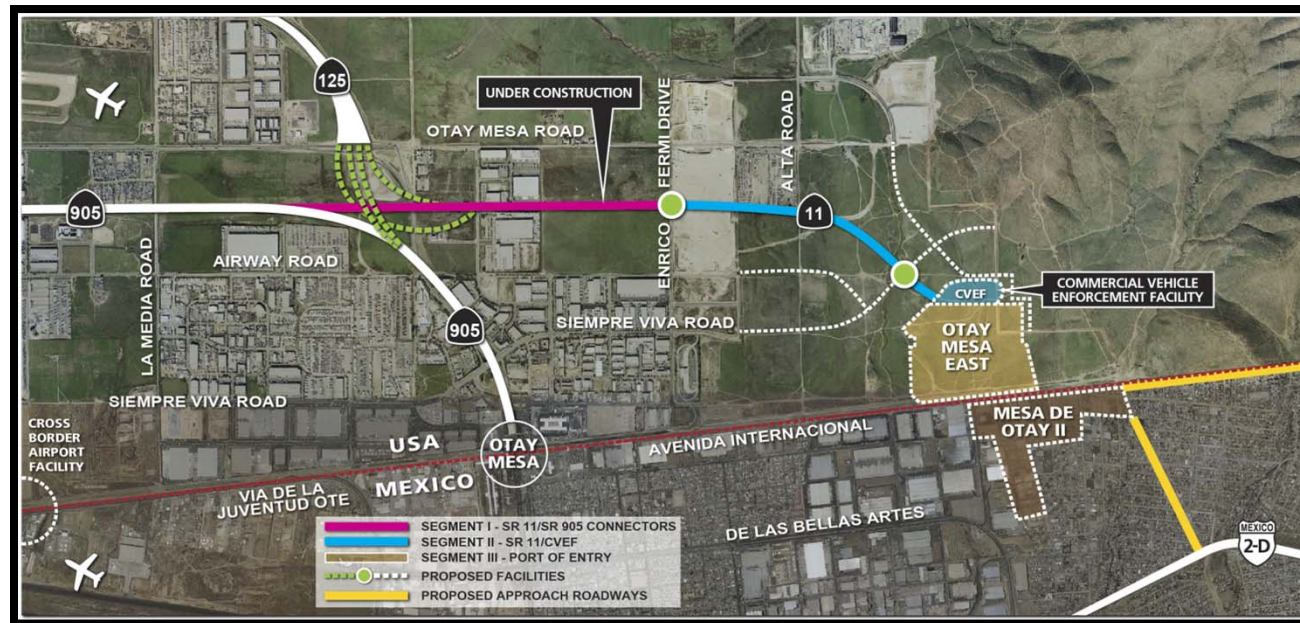 125
UNDER CONSTRUCTION
OTAY MESA ROAD
ENRICO FERMI DRIVE
ALTA ROAD
905
11
LA MEDIA ROAD
AIRWAY ROAD
905
SIEMPRE VIVA ROAD
CVEF
COMMERCIAL VEHICLE
ENFORCEMENT FACILITY
OTAY
MESA
EAST
SIEMPRE VIVA ROAD
CROSS
BORDER
AIRPORT
FACILITY
USA
MEXICO
OTAY
MESA
AVENIDA INTERNACIONAL
MESA DE
OTAY II
VIA DE LA
JUVENTUD OTE
DE LAS BELLAS ARTES
MEXICO
2-D
SEGMENT I - SR 11/SR 905 CONNECTORS
SEGMENT II - SR 11/CVEF
SEGMENT III - PORT OF ENTRY
PROPOSED FACILITIES
PROPOSED APPROACH ROADWAYS